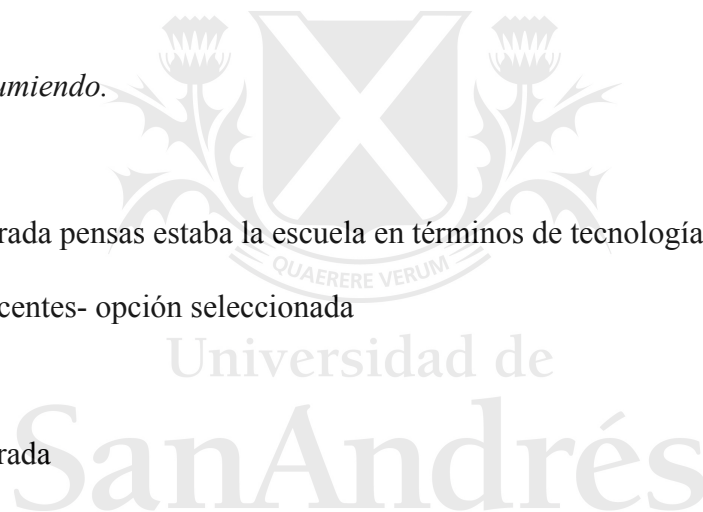 umiendo.
rada pensas estaba la escuela en términos de tecnología
QUAERERE VERUM
centes- opción seleccionada
Universidad de
rada
SanAndrés